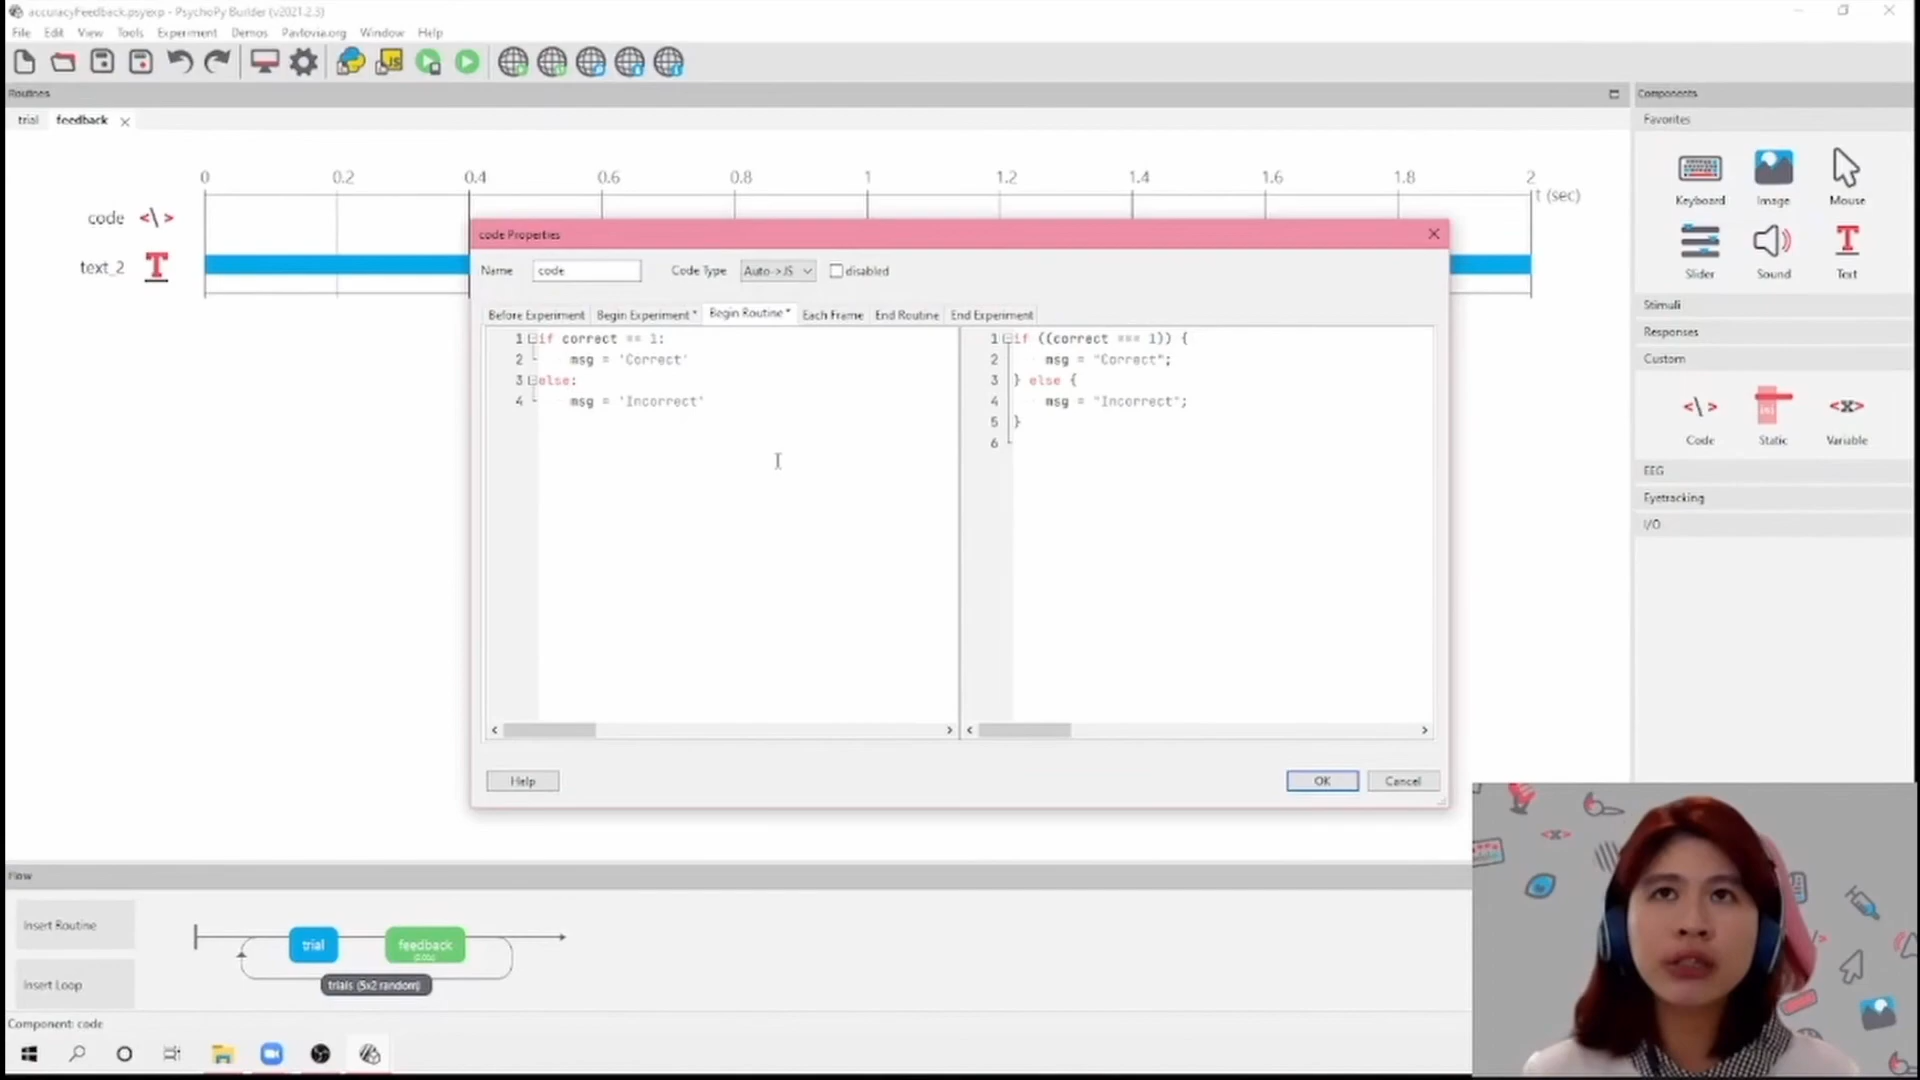 accuracyFeedback.psyexp - PsychoPy Builder (v2021.2.3)
File Edit View Tools Experiment Demos Pavlovia.org Window Help
Routines
Components
trial feedback
Favorites
0 0.2 0.4 0.6 0.8 1 1.2 1.4 1.6 1.8 2
t (sec)
code
text_2
Keyboard Image Mouse
Slider Sound Text
Stimuli
Responses
Custom
Code Static Variable
EEG
Eyetracking
I/O
code Properties
Name code Code Type Auto->JS disabled
Before Experiment Begin Experiment * Begin Routine * Each Frame End Routine End Experiment
1 if correct == 1:
2 msg = 'Correct'
3 else:
4 msg = 'Incorrect'
1 if ((correct === 1)) {
2 msg = "Correct";
3 } else {
4 msg = "Incorrect";
5 }
6
Help OK Cancel
Flow
Insert Routine
Insert Loop
trial feedback
trials (5x2 random)
Component: code